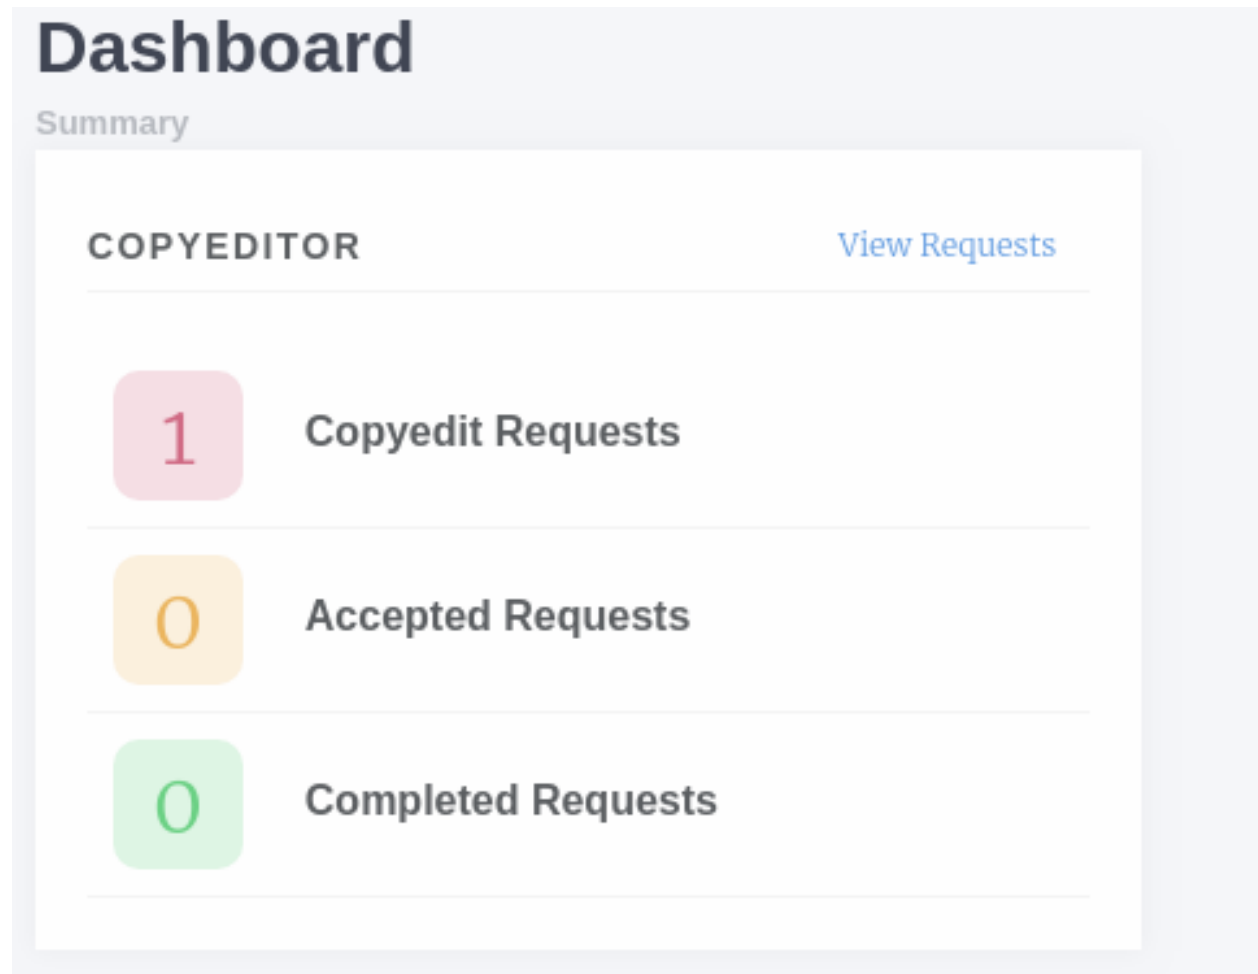 Dashboard
Summary
COPYEDITOR View Requests
1 Copyedit Requests
0 Accepted Requests
0 Completed Requests